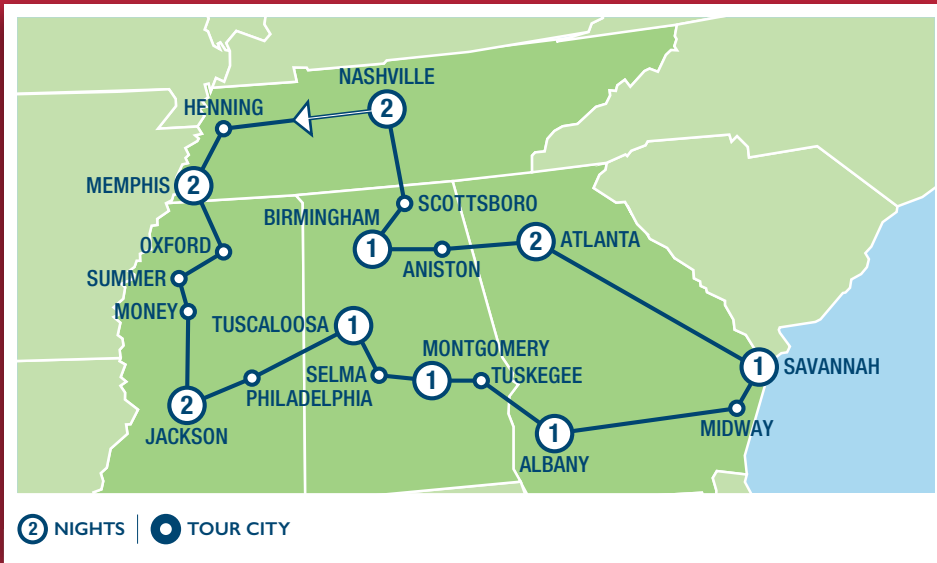 NASHVILLE
2
HENNING
MEMPHIS 2
SCOTTSBORO
BIRMINGHAM
1
2 ATLANTA
ANISTON
OXFORD
SUMMER
MONEY
TUSCALOOSA 1
MONTGOMERY
SELMA 1 TUSKEGEE
1 SAVANNAH
PHILADELPHIA
2
JACKSON
MIDWAY
1
ALBANY
2 NIGHTS TOUR CITY